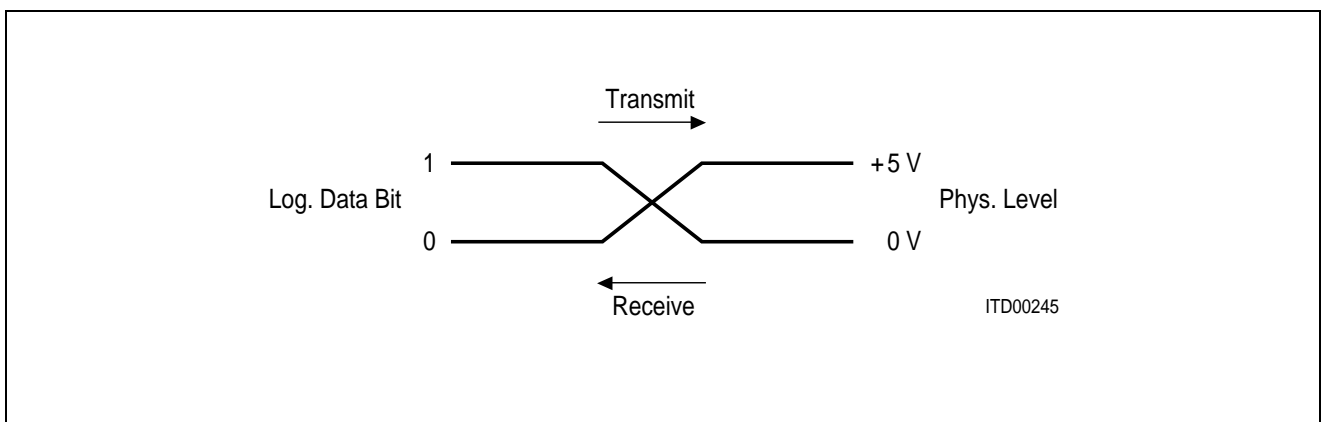 Transmit
1
+5 V
Log. Data Bit
Phys. Level
0
0 V
Receive
ITD00245